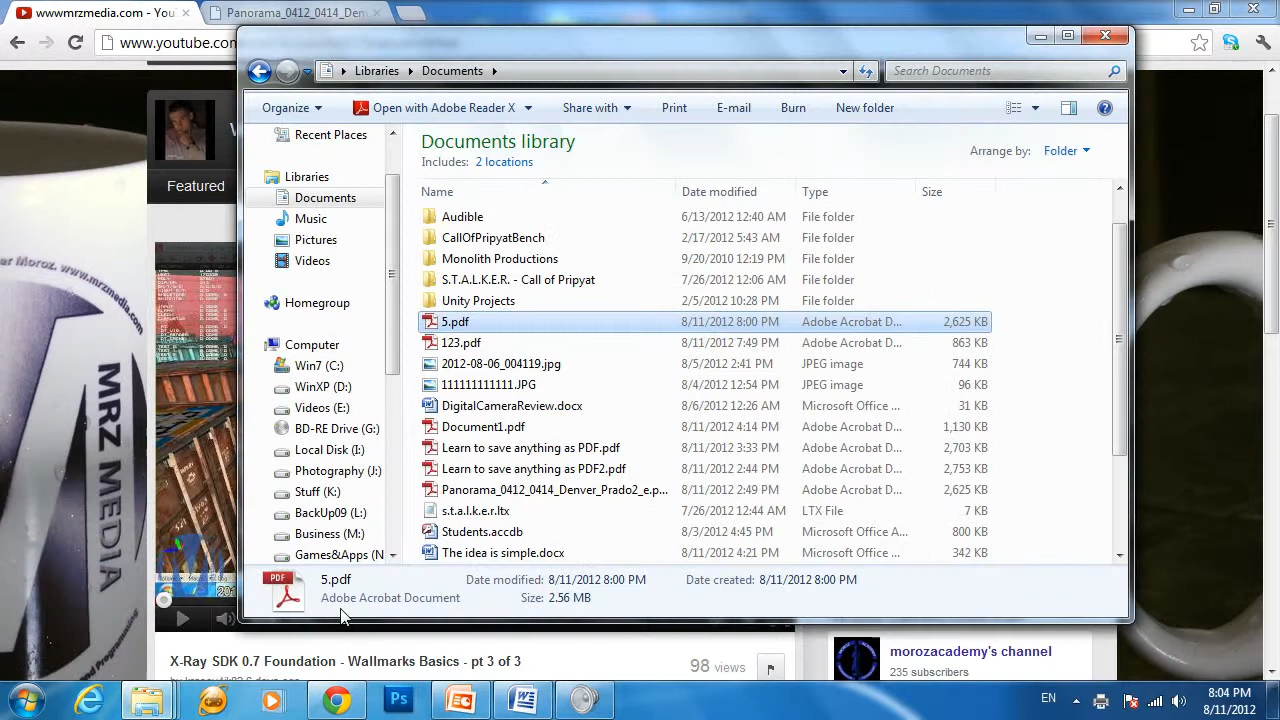 wwwmrzmedia.com - YouTu
Panorama_0412_0414_Den
www.youtube.com
Libraries Documents
Search Documents
Organize Open with Adobe Reader X Share with Print E-mail Burn New folder
Documents library
Includes: 2 locations
Arrange by: Folder
Name Date modified Type Size
Audible 6/13/2012 12:40 AM File folder
CallOfPripyatBench 2/17/2012 5:43 AM File folder
Monolith Productions 9/20/2010 12:19 PM File folder
S.T.A.L.K.E.R. - Call of Pripyat 7/26/2012 12:06 AM File folder
Unity Projects 2/5/2012 10:28 PM File folder
5.pdf 8/11/2012 8:00 PM Adobe Acrobat D... 2,625 KB
123.pdf 8/11/2012 7:49 PM Adobe Acrobat D... 863 KB
2012-08-06_004119.jpg 8/5/2012 2:41 PM JPEG image 744 KB
111111111111.JPG 8/4/2012 12:54 PM JPEG image 96 KB
DigitalCameraReview.docx 8/6/2012 12:26 AM Microsoft Office ... 31 KB
Document1.pdf 8/11/2012 4:14 PM Adobe Acrobat D... 1,130 KB
Learn to save anything as PDF.pdf 8/11/2012 3:33 PM Adobe Acrobat D... 2,703 KB
Learn to save anything as PDF2.pdf 8/11/2012 2:44 PM Adobe Acrobat D... 2,753 KB
Panorama_0412_0414_Denver_Prado2_e.p... 8/11/2012 2:49 PM Adobe Acrobat D... 2,625 KB
s.t.a.l.k.e.r.ltx 7/26/2012 12:44 AM LTX File 7 KB
Students.accdb 8/3/2012 4:45 PM Microsoft Office A... 800 KB
The idea is simple.docx 8/11/2012 4:21 PM Microsoft Office ... 342 KB
Recent Places
Libraries
Documents
Music
Pictures
Videos
Homegroup
Computer
Win7 (C:)
WinXP (D:)
Videos (E:)
BD-RE Drive (G:)
Local Disk (I:)
Photography (J:)
Stuff (K:)
BackUp09 (L:)
Business (M:)
Games&Apps (N
5.pdf Date modified: 8/11/2012 8:00 PM Date created: 8/11/2012 8:00 PM
Adobe Acrobat Document Size: 2.56 MB
PDF
Featured
MRZ MEDIA
er Moroz. www.mrzmedia.com
X-Ray SDK 0.7 Foundation - Wallmarks Basics - pt 3 of 3
98 views
morozacademy's channel
235 subscribers
EN
8:04 PM
8/11/2012